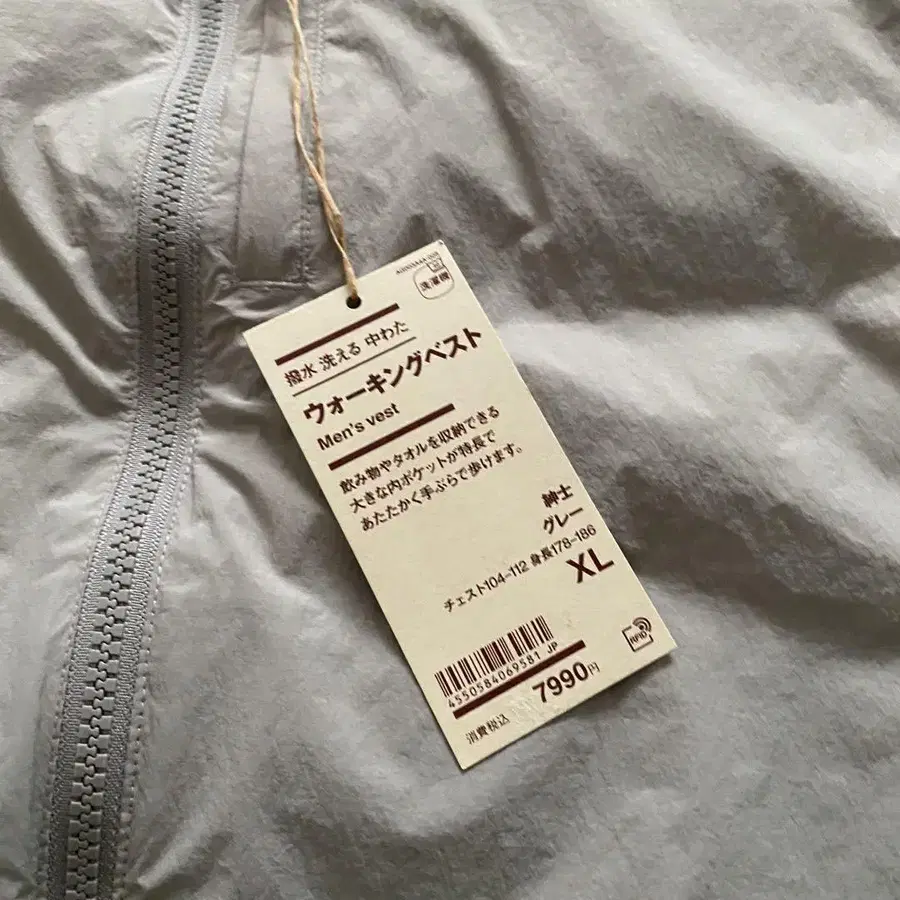 洗濯機
撥水 洗える 中わた
ウォーキングベスト
Men's vest
飲み物やタオルを収納できる
大きな内ポケットが特長で
あたたかく手ぶらで歩けます。
紳士
グレー
チェスト104-112 身長178-186
XL
RFID
4550584069581 JP
7990円
消費税込